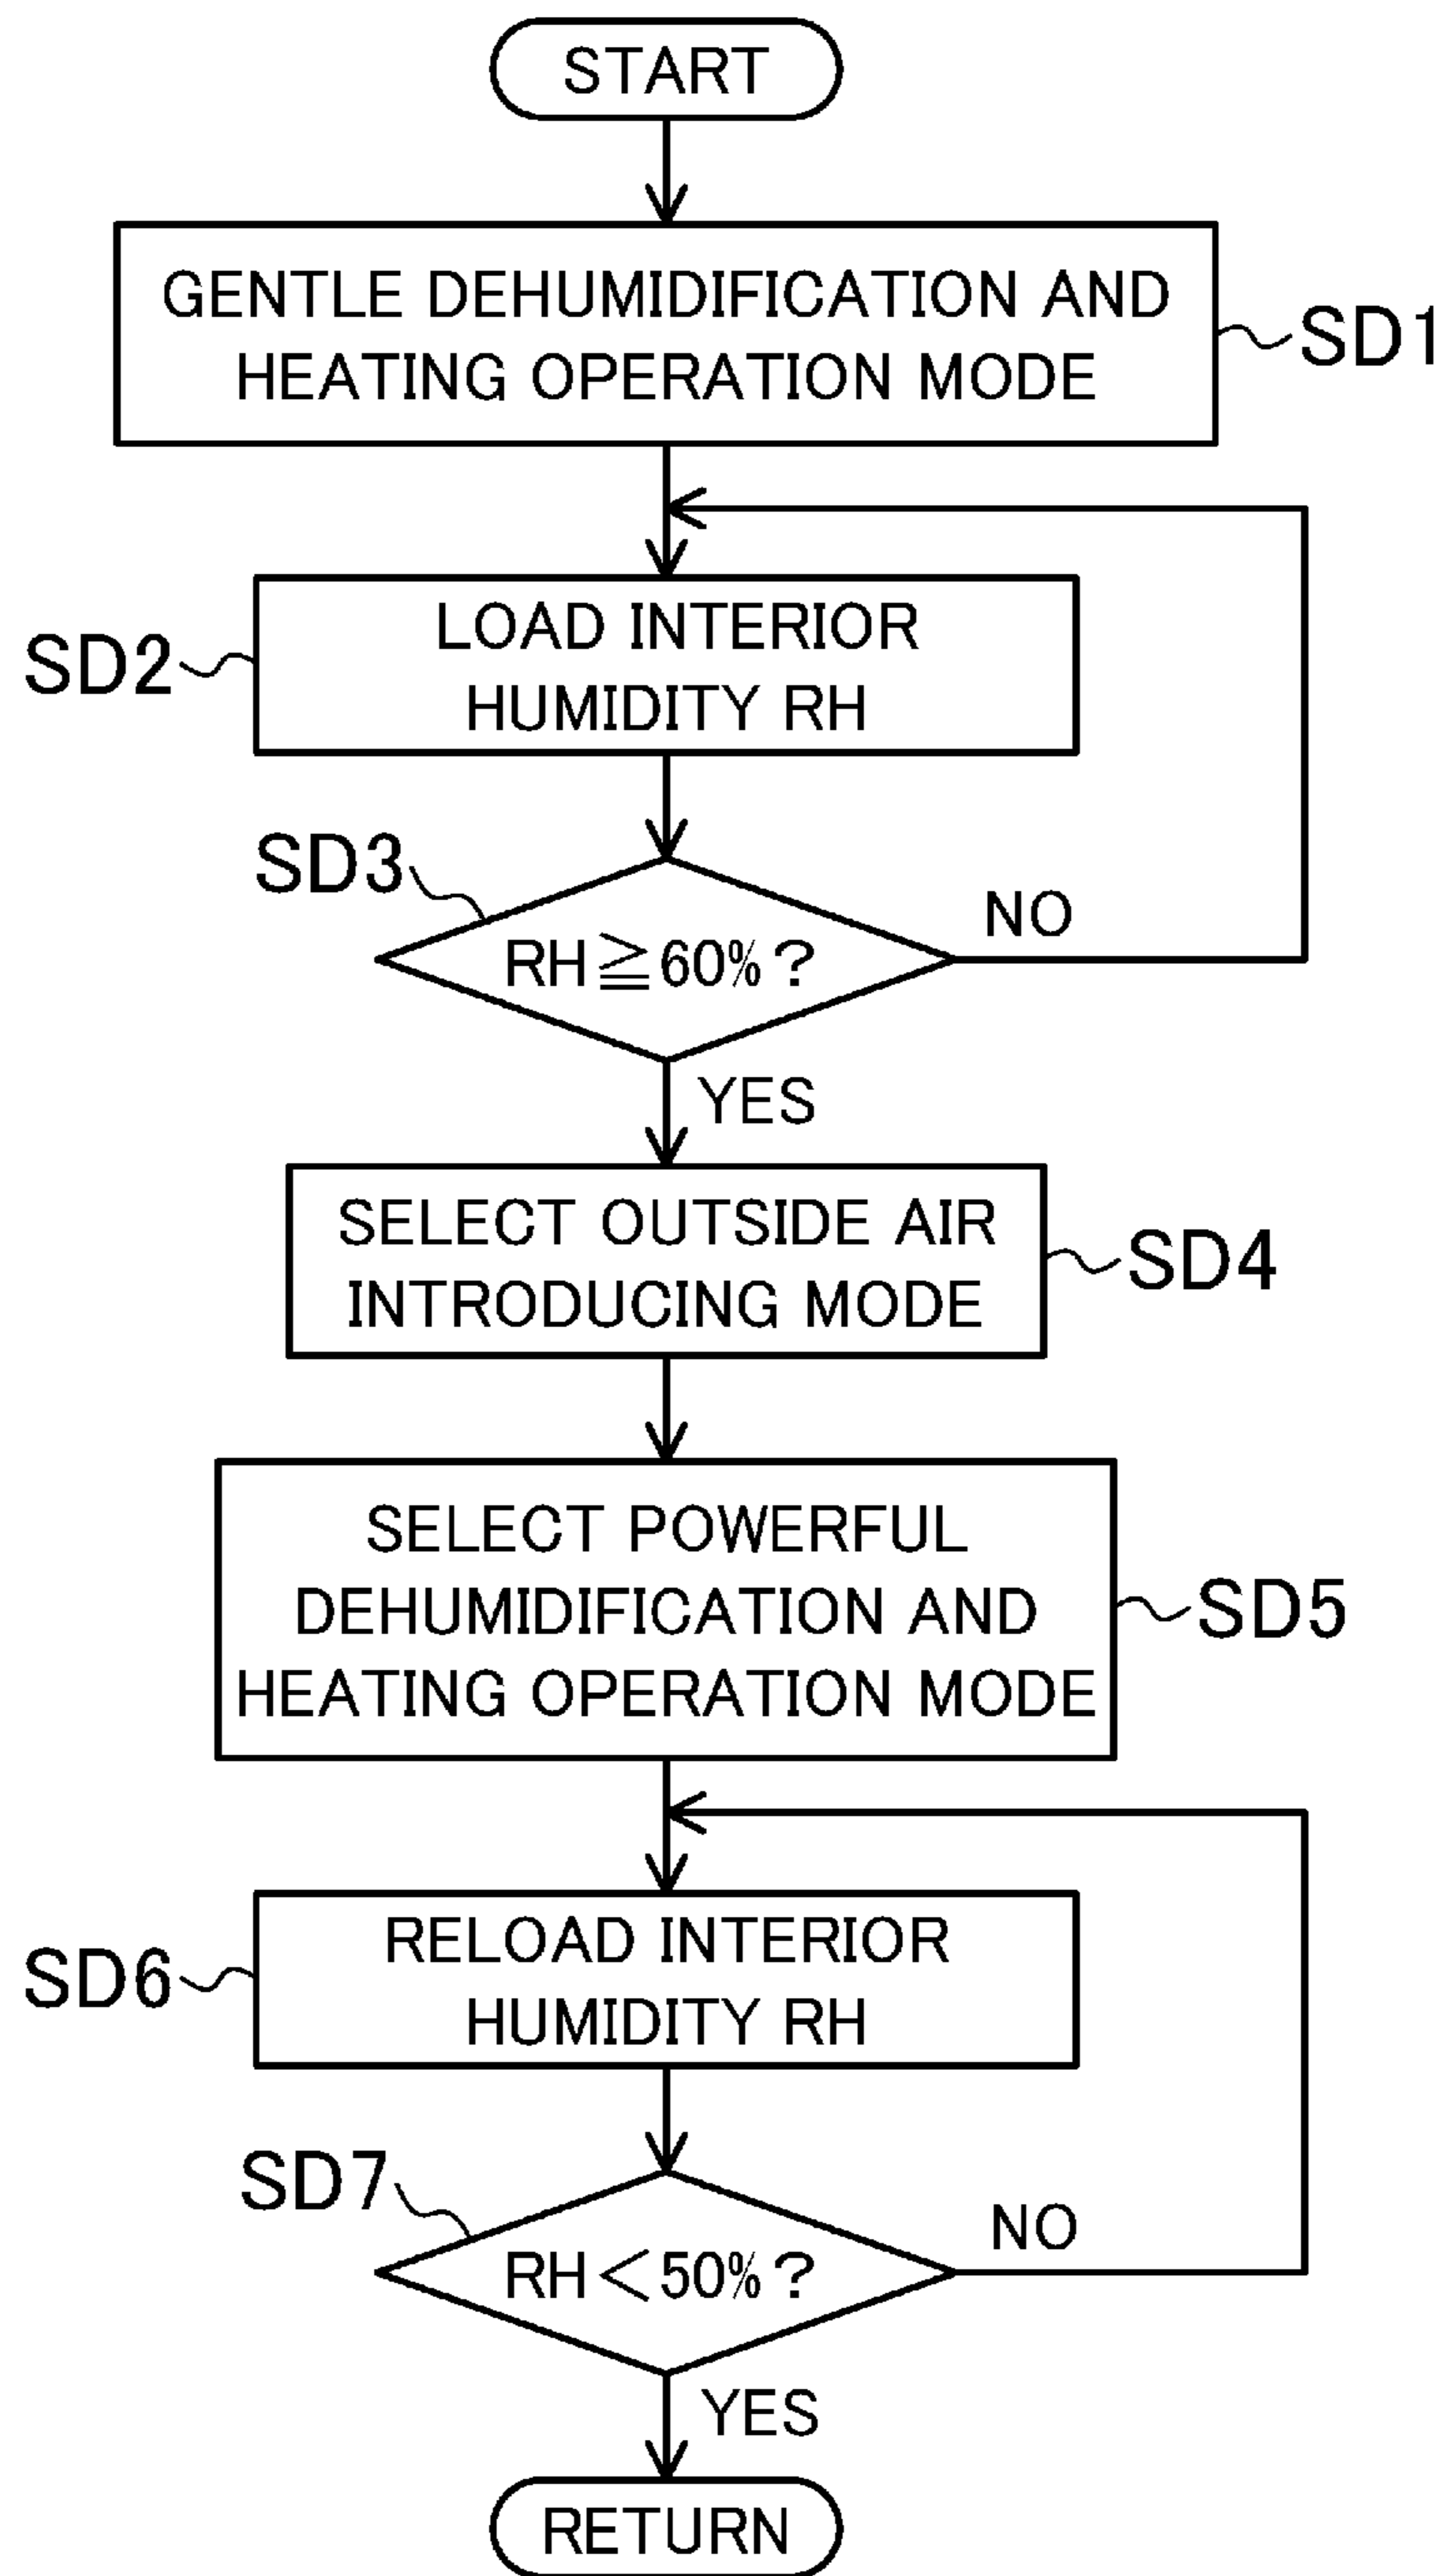 START
GENTLE DEHUMIDIFICATION AND
HEATING OPERATION MODE
SD1
LOAD INTERIOR
HUMIDITY RH
SD2
SD3
RH≧60%?
NO
YES
SELECT OUTSIDE AIR
INTRODUCING MODE
SD4
SELECT POWERFUL
DEHUMIDIFICATION AND
HEATING OPERATION MODE
SD5
RELOAD INTERIOR
HUMIDITY RH
SD6
SD7
RH<50%?
NO
YES
RETURN